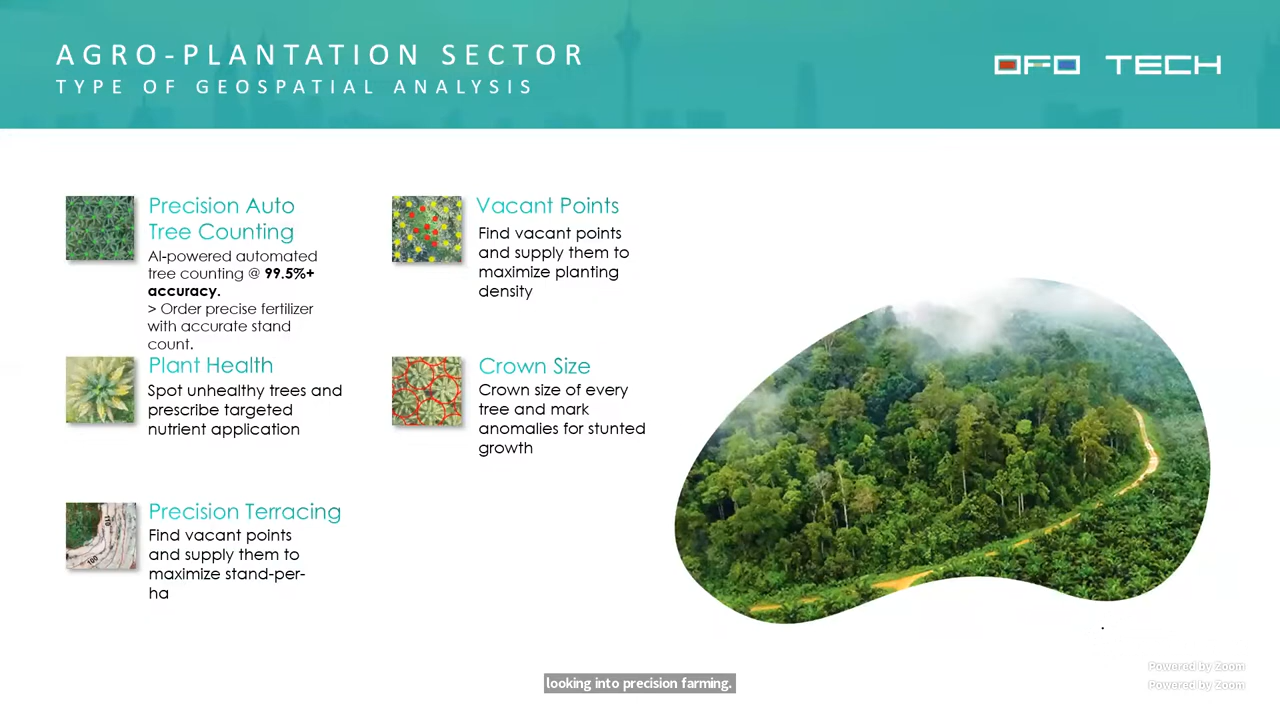 AGRO-PLANTATION SECTOR
TYPE OF GEOSPATIAL ANALYSIS
OFO TECH
Precision Auto
Tree Counting
AI-powered automated
tree counting @ 99.5%+
accuracy.
> Order precise fertilizer
with accurate stand
count.
Vacant Points
Find vacant points
and supply them to
maximize planting
density
Plant Health
Spot unhealthy trees and
prescribe targeted
nutrient application
Crown Size
Crown size of every
tree and mark
anomalies for stunted
growth
Precision Terracing
Find vacant points
and supply them to
maximize stand-per-
ha
110
100
looking into precision farming.
Powered by Zoom
Powered by Zoom